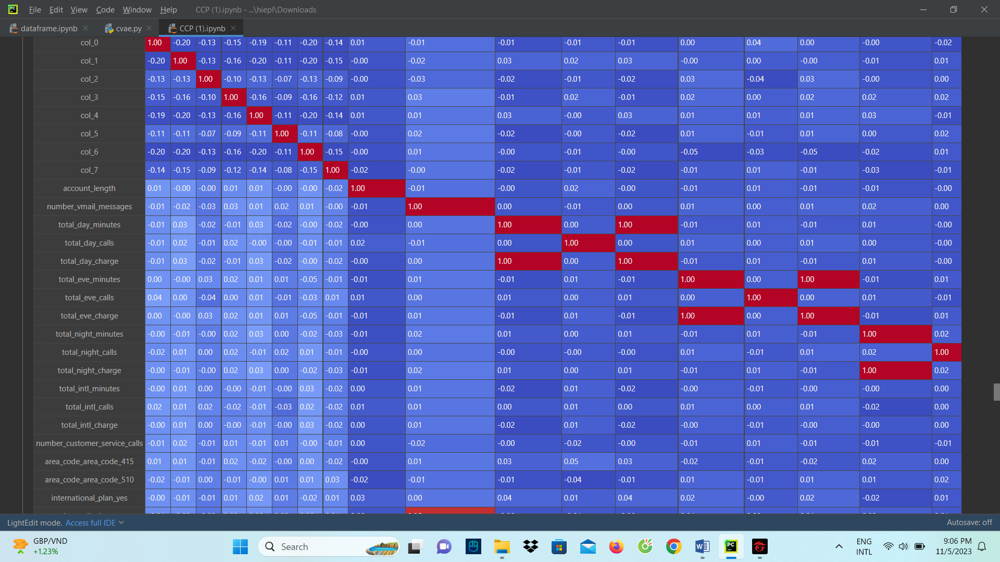 File Edit View Code Window Help CCP (1).ipynb - ...\hiepl\Downloads
dataframe.ipynb cvae.py CCP (1).ipynb
col_0 1.00 -0.20 -0.13 -0.15 -0.19 -0.11 -0.20 -0.14 0.01 -0.01 -0.01 -0.01 -0.01 0.00 0.04 0.00 -0.00 -0.02
col_1 -0.20 1.00 -0.13 -0.16 -0.20 -0.11 -0.20 -0.15 -0.00 -0.02 0.03 0.02 0.03 -0.00 0.00 -0.00 -0.01 0.01
col_2 -0.13 -0.13 1.00 -0.10 -0.13 -0.07 -0.13 -0.09 -0.00 -0.03 -0.02 -0.01 -0.02 0.03 -0.04 0.03 -0.00 0.00
col_3 -0.15 -0.16 -0.10 1.00 -0.16 -0.09 -0.16 -0.12 0.01 0.03 -0.01 0.02 -0.01 0.02 0.00 0.02 0.02 0.02
col_4 -0.19 -0.20 -0.13 -0.16 1.00 -0.11 -0.20 -0.14 0.01 0.01 0.03 -0.00 0.03 0.01 0.01 0.01 0.03 -0.01
col_5 -0.11 -0.11 -0.07 -0.09 -0.11 1.00 -0.11 -0.08 -0.00 0.02 -0.02 -0.00 -0.02 0.01 -0.01 0.01 0.00 0.02
col_6 -0.20 -0.20 -0.13 -0.16 -0.20 -0.11 1.00 -0.15 -0.00 0.01 -0.00 -0.01 -0.00 -0.05 -0.03 -0.05 -0.02 0.01
col_7 -0.14 -0.15 -0.09 -0.12 -0.14 -0.08 -0.15 1.00 -0.02 -0.00 -0.02 -0.01 -0.02 -0.01 0.01 -0.01 -0.03 -0.01
account_length 0.01 -0.00 -0.00 0.01 0.01 -0.00 -0.00 -0.02 1.00 -0.01 -0.00 0.02 -0.00 -0.01 0.01 -0.01 -0.01 -0.00
number_vmail_messages -0.01 -0.02 -0.03 0.03 0.01 0.02 0.01 -0.00 -0.01 1.00 0.00 -0.01 0.00 0.01 0.00 0.01 0.02 0.00
total_day_minutes -0.01 0.03 -0.02 -0.01 0.03 -0.02 -0.00 -0.02 -0.00 0.00 1.00 0.00 1.00 -0.01 0.01 -0.01 0.01 -0.00
total_day_calls -0.01 0.02 -0.01 0.02 -0.00 -0.00 -0.01 -0.01 0.02 -0.01 0.00 1.00 0.00 0.01 0.00 0.01 0.00 -0.00
total_day_charge -0.01 0.03 -0.02 -0.01 0.03 -0.02 -0.00 -0.02 -0.00 0.00 1.00 0.00 1.00 -0.01 0.01 -0.01 0.01 -0.00
total_eve_minutes 0.00 -0.00 0.03 0.02 0.01 0.01 -0.05 -0.01 -0.01 0.01 -0.01 0.01 -0.01 1.00 0.00 1.00 -0.01 0.01
total_eve_calls 0.04 0.00 -0.04 0.00 0.01 -0.01 -0.03 0.01 0.01 0.00 0.01 0.00 0.01 0.00 1.00 0.00 0.01 -0.01
total_eve_charge 0.00 -0.00 0.03 0.02 0.01 0.01 -0.05 -0.01 -0.01 0.01 -0.01 0.01 -0.01 1.00 0.00 1.00 -0.01 0.01
total_night_minutes -0.00 -0.01 -0.00 0.02 0.03 0.00 -0.02 -0.03 -0.01 0.02 0.01 0.00 0.01 -0.01 0.01 -0.01 1.00 0.02
total_night_calls -0.02 0.01 0.00 0.02 -0.01 0.02 0.01 -0.01 -0.00 0.00 -0.00 -0.00 -0.00 0.01 -0.01 0.01 0.02 1.00
total_night_charge -0.00 -0.01 -0.00 0.02 0.03 0.00 -0.02 -0.03 -0.01 0.02 0.01 0.00 0.01 -0.01 0.01 -0.01 1.00 0.02
total_intl_minutes -0.00 0.01 0.00 -0.00 -0.01 -0.00 0.03 -0.02 0.00 0.01 -0.02 0.01 -0.02 -0.00 -0.01 -0.00 -0.00 0.00
total_intl_calls 0.02 0.01 0.02 -0.02 -0.01 -0.03 0.02 -0.02 0.01 0.01 0.00 0.01 0.00 0.01 0.00 0.01 -0.02 0.00
total_intl_charge -0.00 0.01 0.00 -0.00 -0.01 -0.00 0.03 -0.02 0.00 0.01 -0.02 0.01 -0.02 -0.00 -0.01 -0.00 -0.00 0.00
number_customer_service_calls -0.01 0.02 -0.01 0.01 -0.01 0.01 -0.00 -0.01 0.00 -0.02 -0.00 -0.02 -0.00 -0.01 0.01 -0.01 -0.01 -0.01
area_code_area_code_415 0.01 0.01 -0.01 0.02 -0.02 -0.00 0.00 -0.02 -0.00 0.01 0.03 0.05 0.03 -0.02 -0.01 -0.02 0.02 0.00
area_code_area_code_510 -0.02 -0.01 0.00 -0.01 -0.00 0.01 0.01 0.03 -0.02 -0.01 -0.01 -0.04 -0.01 0.01 -0.01 0.01 0.01 0.02
international_plan_yes -0.00 -0.01 -0.01 0.01 0.02 0.01 -0.02 0.01 0.03 0.00 0.04 0.01 0.04 0.02 -0.00 0.02 -0.02 0.01
LightEdit mode. Access full IDE Autosave: off
GBP/VND
+1.23%
Search
ENG
INTL
9:06 PM
11/5/2023